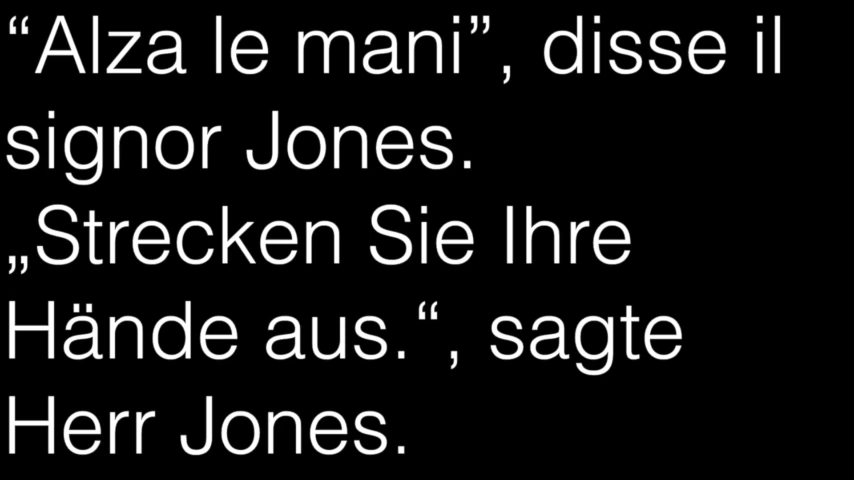 “Alza le mani”, disse il
signor Jones.
„Strecken Sie Ihre
Hände aus.“, sagte
Herr Jones.